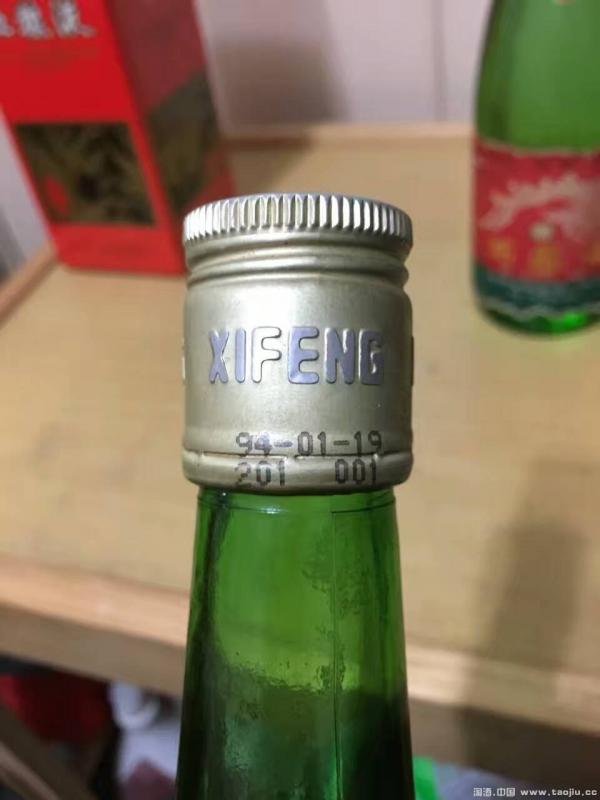 XIFENG
94-01-19
201 001
淘酒.中国 www.taojiu.cc